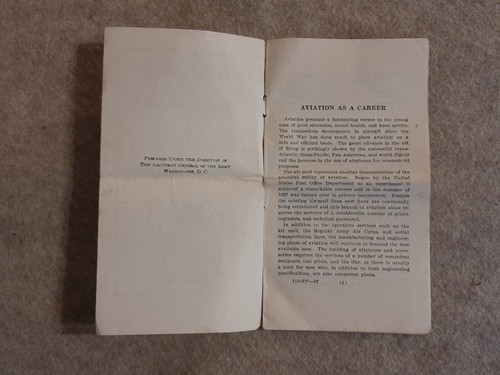 PREPARED UNDER THE DIRECTION OF
THE ADJUTANT GENERAL OF THE ARMY
WASHINGTON, D. C.
AVIATION AS A CAREER
Aviation presents a fascinating career to the young
man of good education, sound health, and keen spirits.
The tremendous development in aircraft since the
World War has done much to place aviation on a
safe and efficient basis. The great advance in the art
of flying is strikingly shown by the successful trans-
Atlantic, trans-Pacific, Pan American, and world flights
and the increase in the use of airplanes for commercial
purposes.
The air mail represents another demonstration of the
practical utility of aviation. Begun by the United
States Post Office Department as an experiment it
achieved a remarkable success and in the summer of
1927 was turned over to private contractors. Besides
the existing air-mail lines new lines are continually
being established and this branch of aviation alone re-
quires the services of a considerable number of pilots,
engineers, and technical personnel.
In addition to the operative services such as the
air mail, the Regular Army Air Corps, and aerial
transportation lines, the manufacturing and engineer-
ing phase of aviation will continue to demand the best
available men. The building of airplanes and acces-
sories requires the services of a number of competent
designers, test pilots, and the like, as there is usually
a need for men who, in addition to their engineering
qualifications, are also competent pilots.
(1)